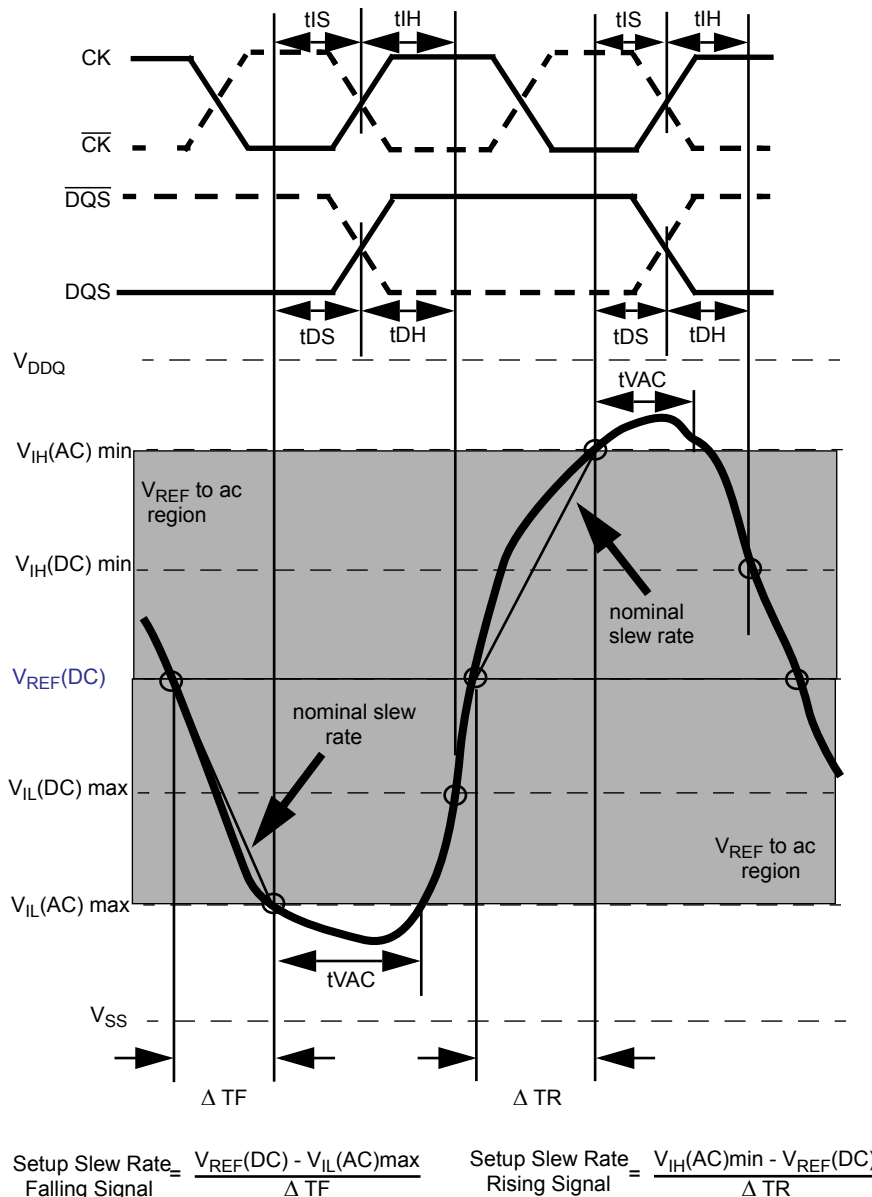 tIS tIH tIS tIH
CK
CK
DQS
DQS
tDS tDH tDS tDH
VDDQ
tVAC
VIH(AC) min
VREF to ac
region
VIH(DC) min
nominal
slew rate
VREF(DC)
nominal slew
rate
VIL(DC) max
VREF to ac
region
VIL(AC) max
tVAC
VSS
Δ TF Δ TR
Setup Slew Rate
Falling Signal
=
VREF(DC) - VIL(AC)max
Δ TF
Setup Slew Rate
Rising Signal
=
VIH(AC)min - VREF(DC)
Δ TR